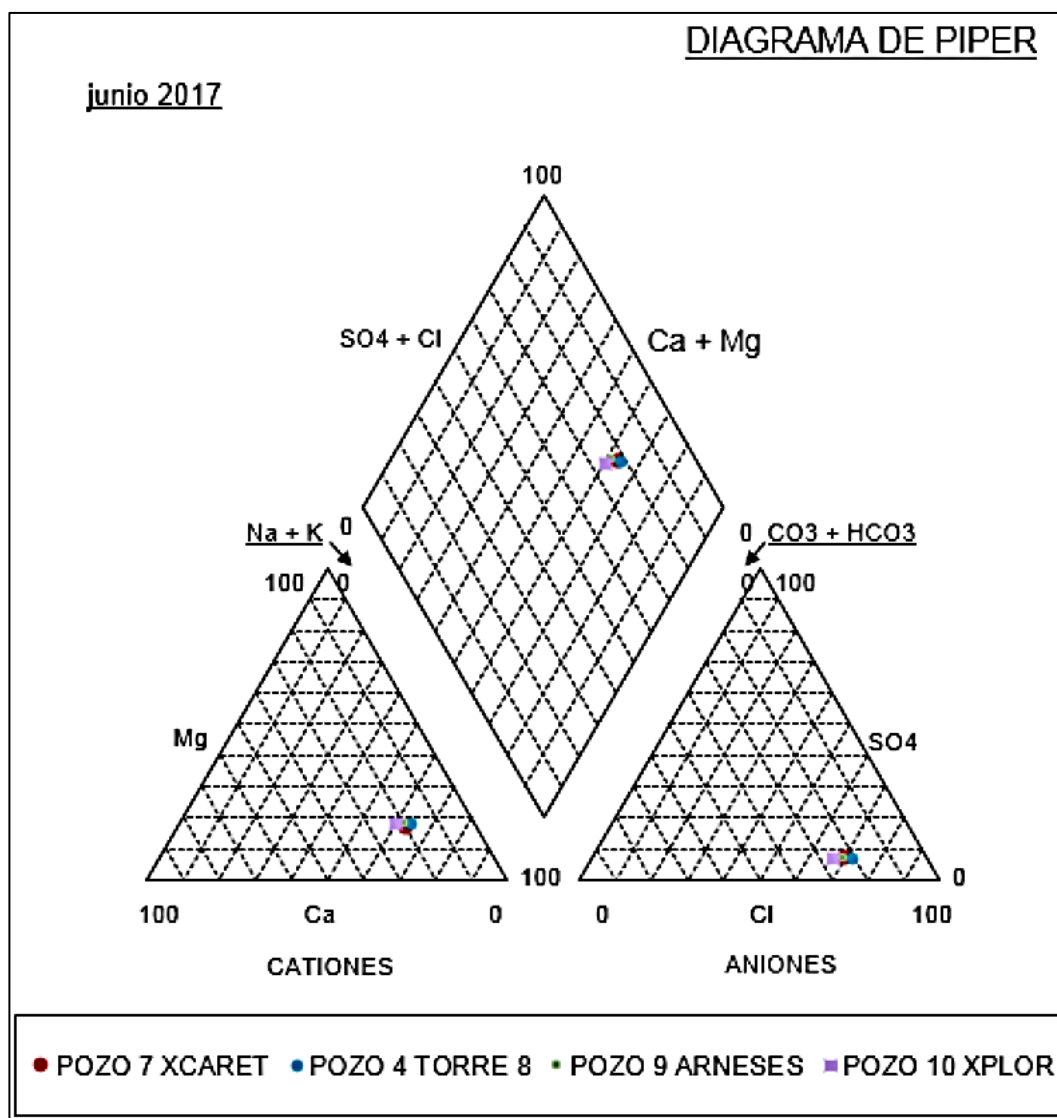 DIAGRAMA DE PIPER
junio 2017
100
SO4 + Cl
Ca + Mg
Na + K 0
0 CO3 + HCO3
100 0
0 100
Mg
SO4
100 Ca 0
100
0 Cl 100
0
CATIONES
ANIONES
POZO 7 XCARET POZO 4 TORRE 8 POZO 9 ARNESES POZO 10 XPLOR